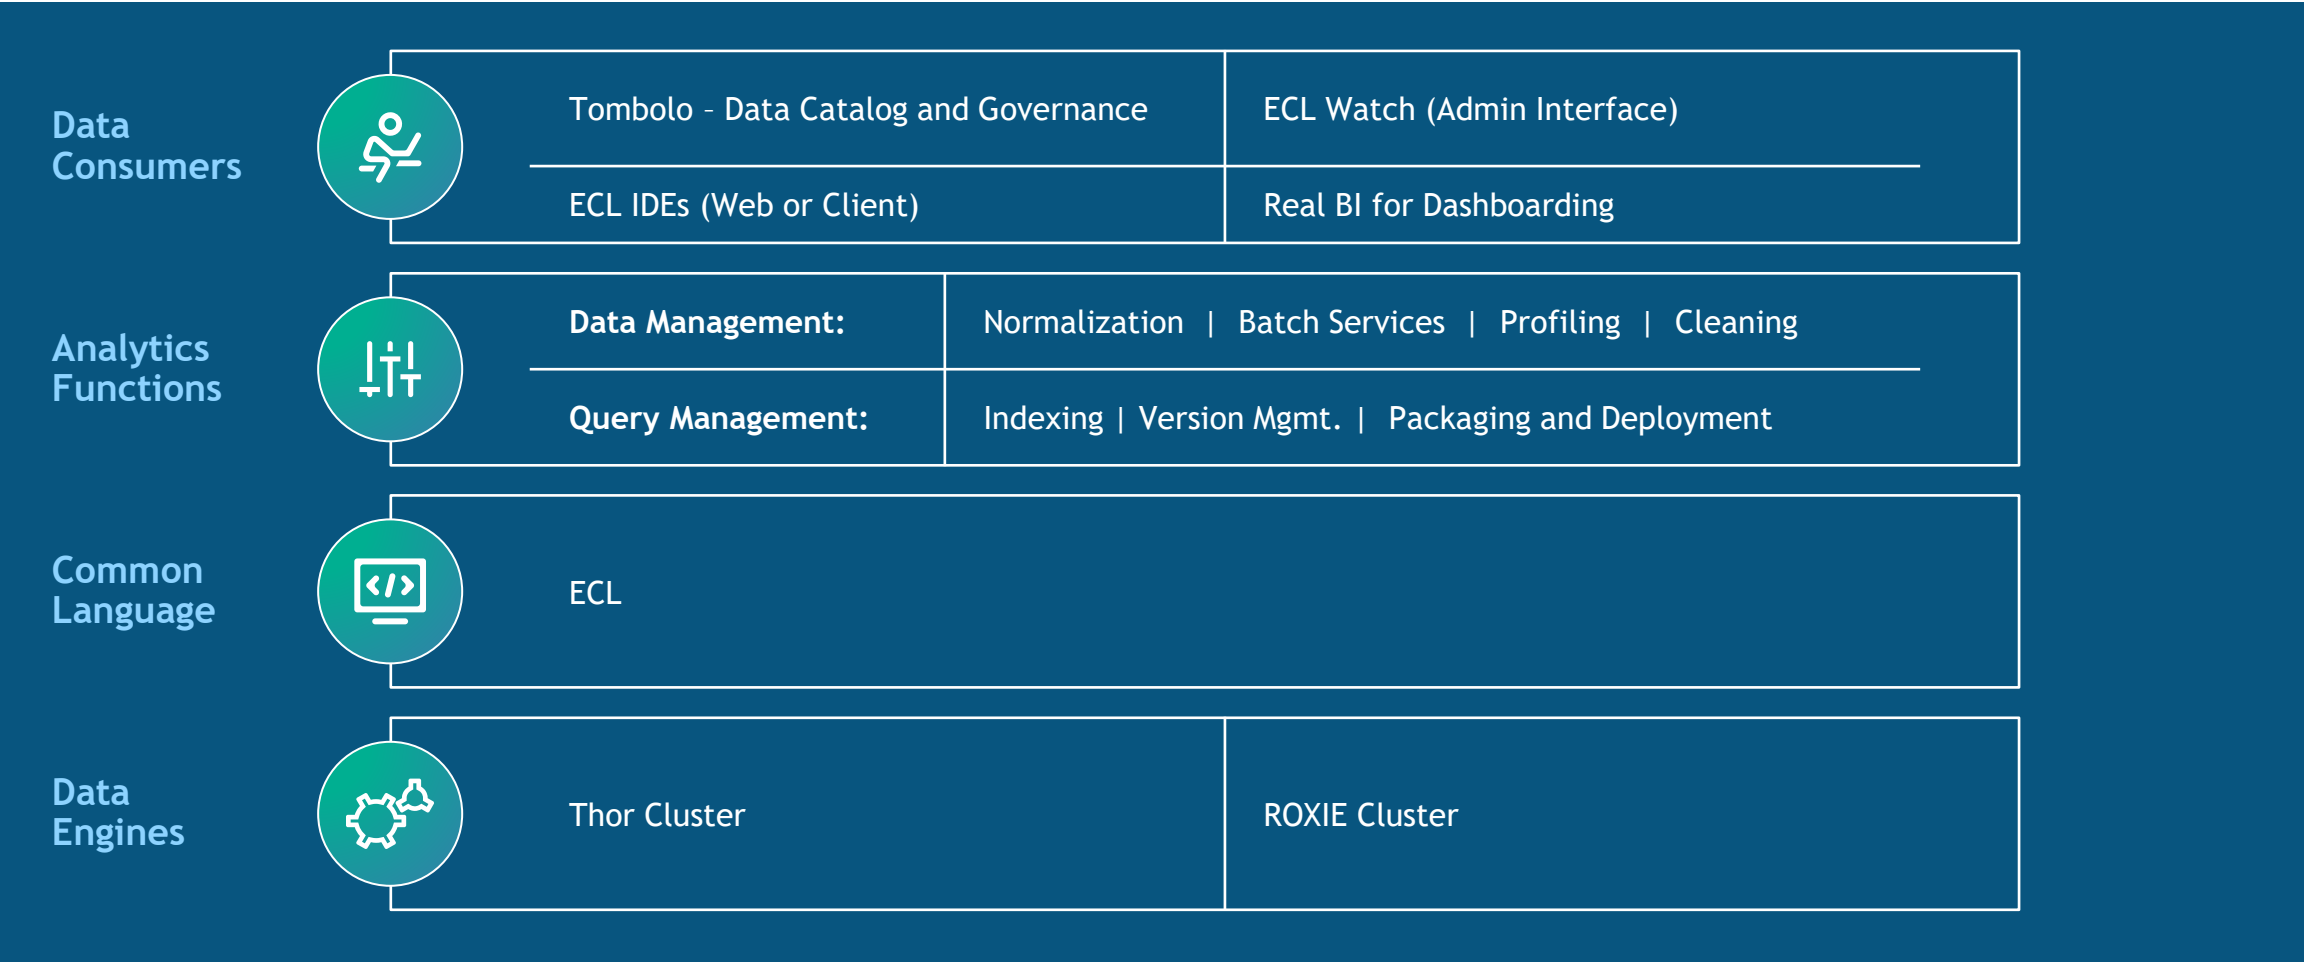 Data
Consumers
Tombolo – Data Catalog and Governance
ECL Watch (Admin Interface)
ECL IDEs (Web or Client)
Real BI for Dashboarding
Analytics
Functions
Data Management:
Normalization | Batch Services | Profiling | Cleaning
Query Management:
Indexing | Version Mgmt. | Packaging and Deployment
Common
Language
ECL
Data
Engines
Thor Cluster
ROXIE Cluster